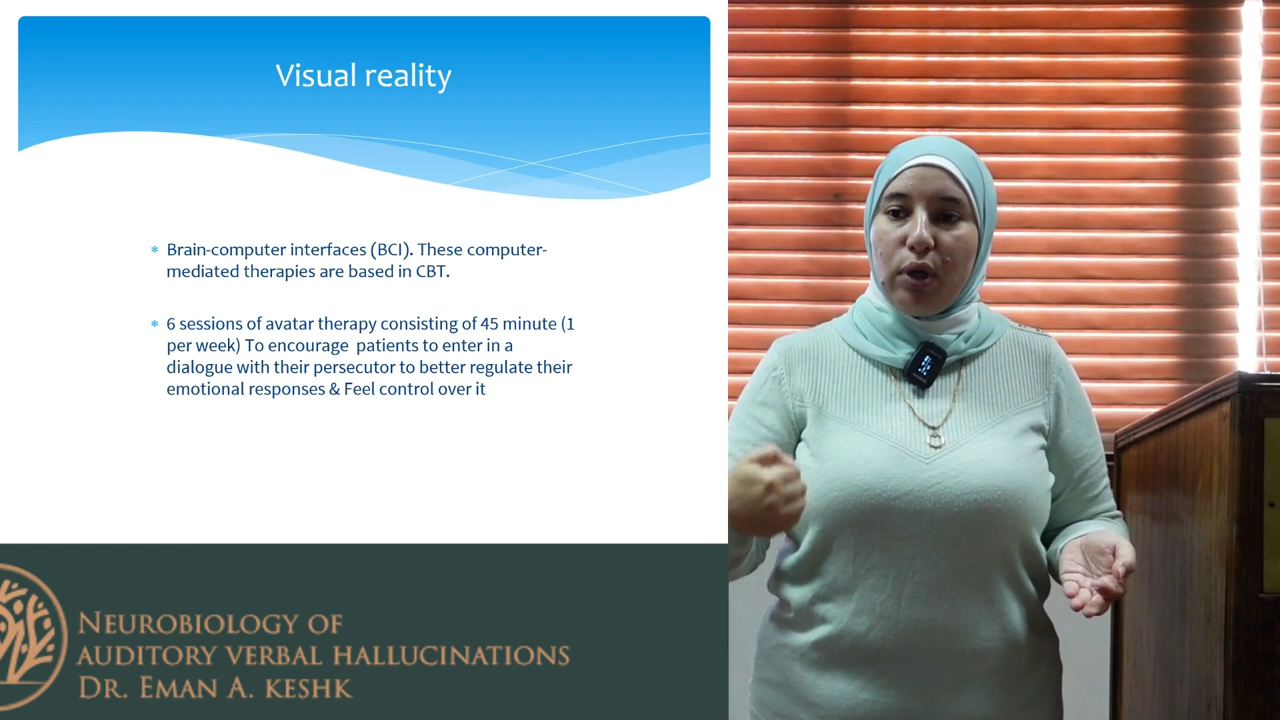 Visual reality
* Brain-computer interfaces (BCI). These computer-
mediated therapies are based in CBT.
* 6 sessions of avatar therapy consisting of 45 minute (1
per week) To encourage patients to enter in a
dialogue with their persecutor to better regulate their
emotional responses & Feel control over it
NEUROBIOLOGY OF
AUDITORY VERBAL HALLUCINATIONS
DR. EMAN A. KESHK